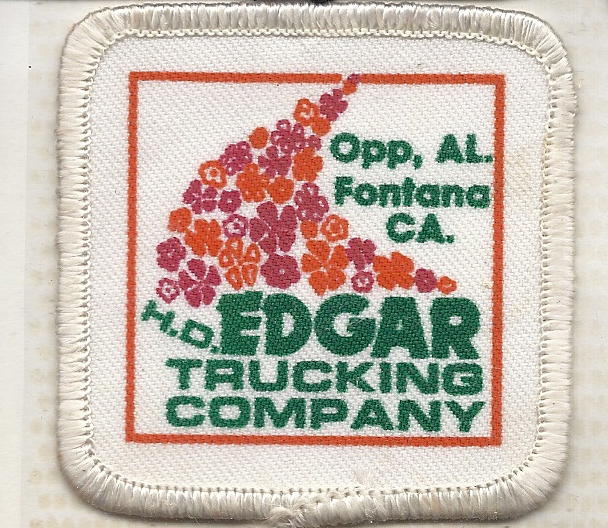 Opp, AL.
Fontana
CA.
H.D. EDGAR
TRUCKING
COMPANY